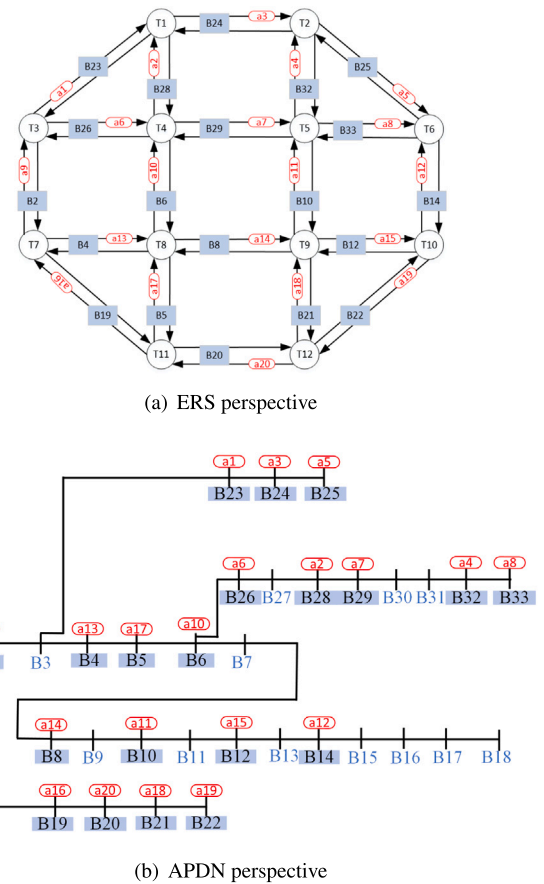 T1 B24 a3 T2
B23 a2 a4 B25
a1 B28 B32 a5
T3 B26 a6 T4 B29 a7 T5 B33 a8 T6
a9 a10 a11 a12
B2 B6 B10 B14
T7 B4 a13 T8 B8 a14 T9 B12 a15 T10
a16 a17 a18 a19
B19 B5 B21 B22
T11 B20 T12
a20
(a) ERS perspective
a1 a3 a5
B23 B24 B25
a6 a2 a7 a4 a8
B26 B27 B28 B29 B30 B31 B32 B33
a13 a17 a10
B3 B4 B5 B6 B7
a14 a11 a15 a12
B8 B9 B10 B11 B12 B13 B14 B15 B16 B17 B18
a16 a20 a18 a19
B19 B20 B21 B22
(b) APDN perspective